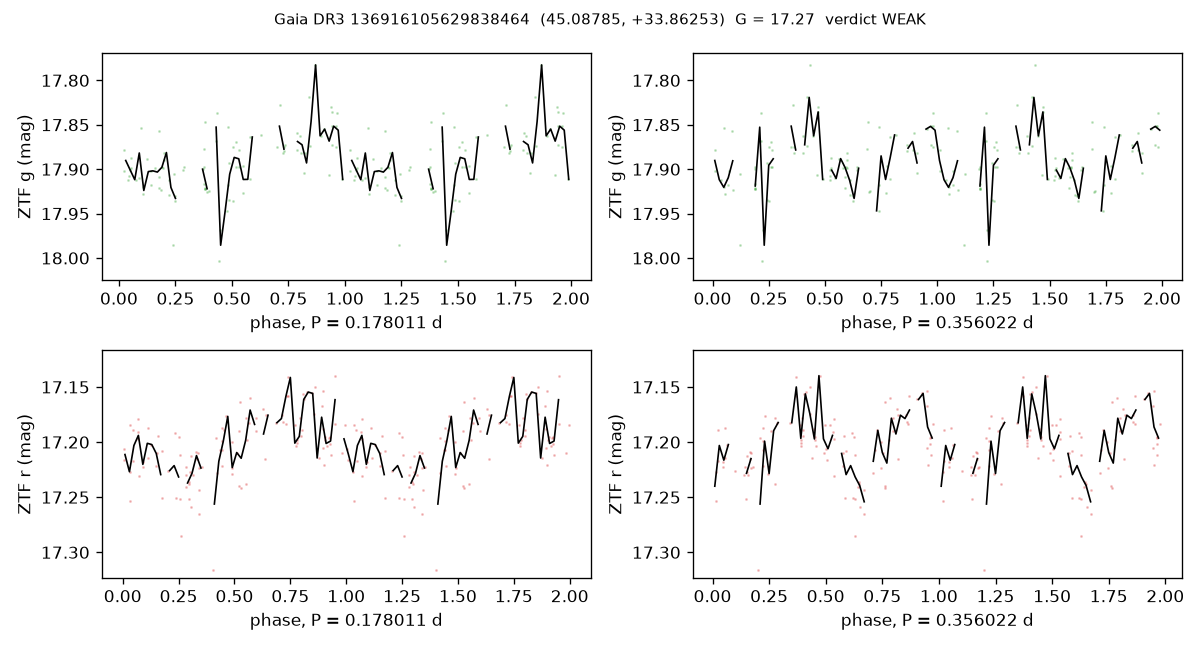 Gaia DR3 136916105629838464 (45.08785, +33.86253) G = 17.27 verdict WEAK
ZTF g (mag)
17.80
17.85
17.90
17.95
18.00
0.00 0.25 0.50 0.75 1.00 1.25 1.50 1.75 2.00
phase, P = 0.178011 d
ZTF g (mag)
17.80
17.85
17.90
17.95
18.00
0.00 0.25 0.50 0.75 1.00 1.25 1.50 1.75 2.00
phase, P = 0.356022 d
ZTF r (mag)
17.15
17.20
17.25
17.30
0.00 0.25 0.50 0.75 1.00 1.25 1.50 1.75 2.00
phase, P = 0.178011 d
ZTF r (mag)
17.15
17.20
17.25
17.30
0.00 0.25 0.50 0.75 1.00 1.25 1.50 1.75 2.00
phase, P = 0.356022 d